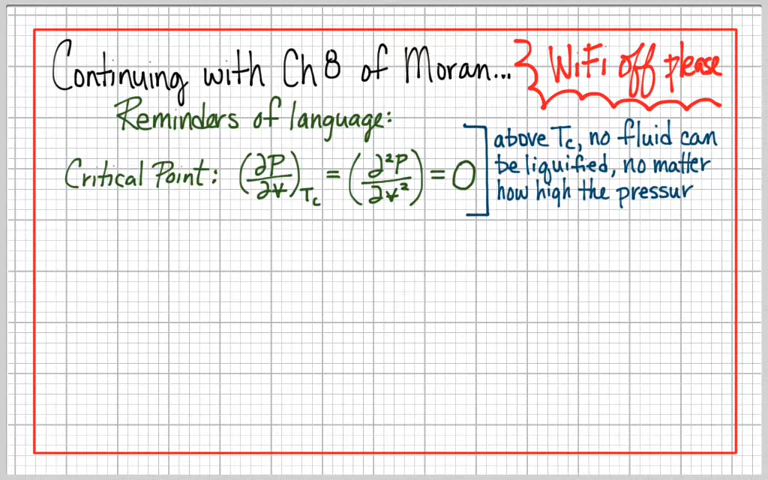 Continuing with Ch 8 of Moran... WiFi off please
Reminders of language:
Critical Point: (∂P/∂v)_Tc = (∂²P/∂v²) = 0
above Tc, no fluid can
be liquified, no matter
how high the pressur